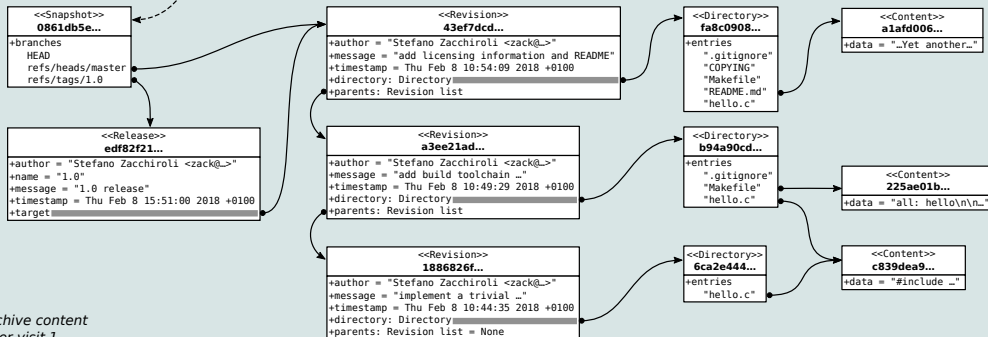 <<Snapshot>>
0861db5e…
+branches
HEAD
refs/heads/master
refs/tags/1.0
<<Release>>
edf82f21…
+author = "Stefano Zacchiroli <zack@…>"
+name = "1.0"
+message = "1.0 release"
+timestamp = Thu Feb 8 15:51:00 2018 +0100
+target
<<Revision>>
43ef7dcd…
+author = "Stefano Zacchiroli <zack@…>"
+message = "add licensing information and README"
+timestamp = Thu Feb 8 10:54:09 2018 +0100
+directory: Directory
+parents: Revision list
<<Revision>>
a3ee21ad…
+author = "Stefano Zacchiroli <zack@…>"
+message = "add build toolchain …"
+timestamp = Thu Feb 8 10:49:29 2018 +0100
+directory: Directory
+parents: Revision list
<<Revision>>
1886826f…
+author = "Stefano Zacchiroli <zack@…>"
+message = "implement a trivial …"
+timestamp = Thu Feb 8 10:44:35 2018 +0100
+directory: Directory
+parents: Revision list = None
<<Directory>>
fa8c0908…
+entries
".gitignore"
"COPYING"
"Makefile"
"README.md"
"hello.c"
<<Directory>>
b94a90cd…
+entries
".gitignore"
"Makefile"
"hello.c"
<<Directory>>
6ca2e444…
+entries
"hello.c"
<<Content>>
a1afd006…
+data = "…Yet another…"
<<Content>>
225ae01b…
+data = "all: hello\n\n…"
<<Content>>
c839dea9…
+data = "#include …"
chive content
er visit 1